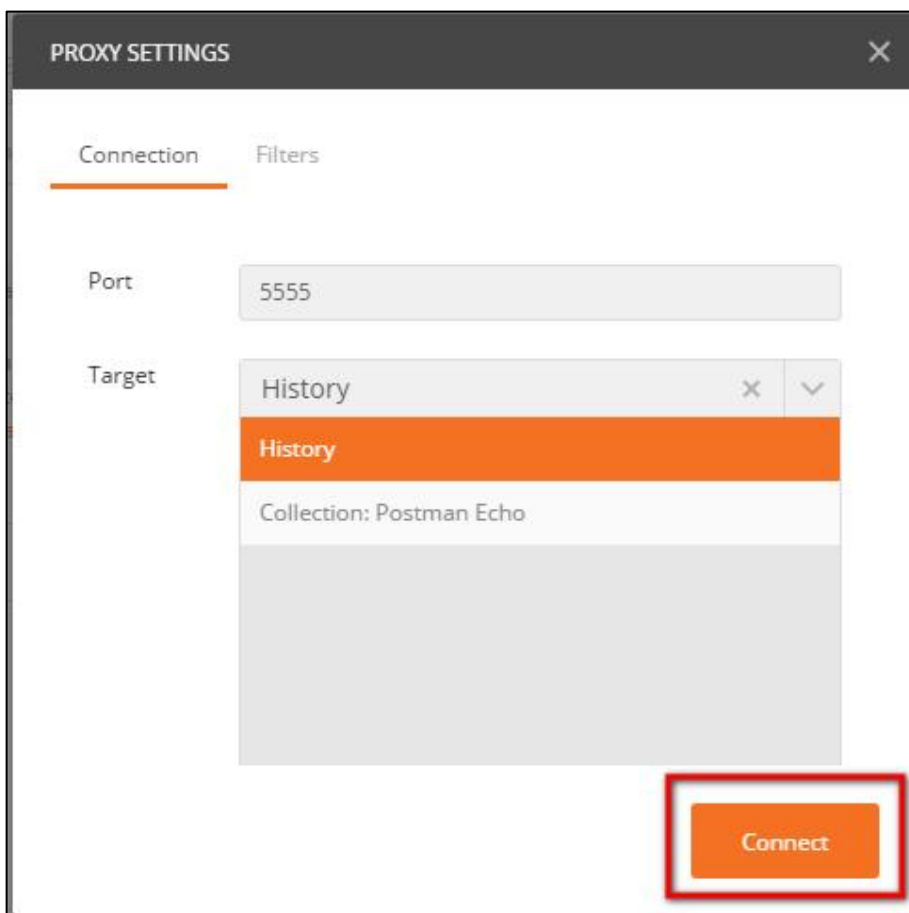 PROXY SETTINGS
Connection Filters
Port 5555
Target History
History
Collection: Postman Echo
Connect